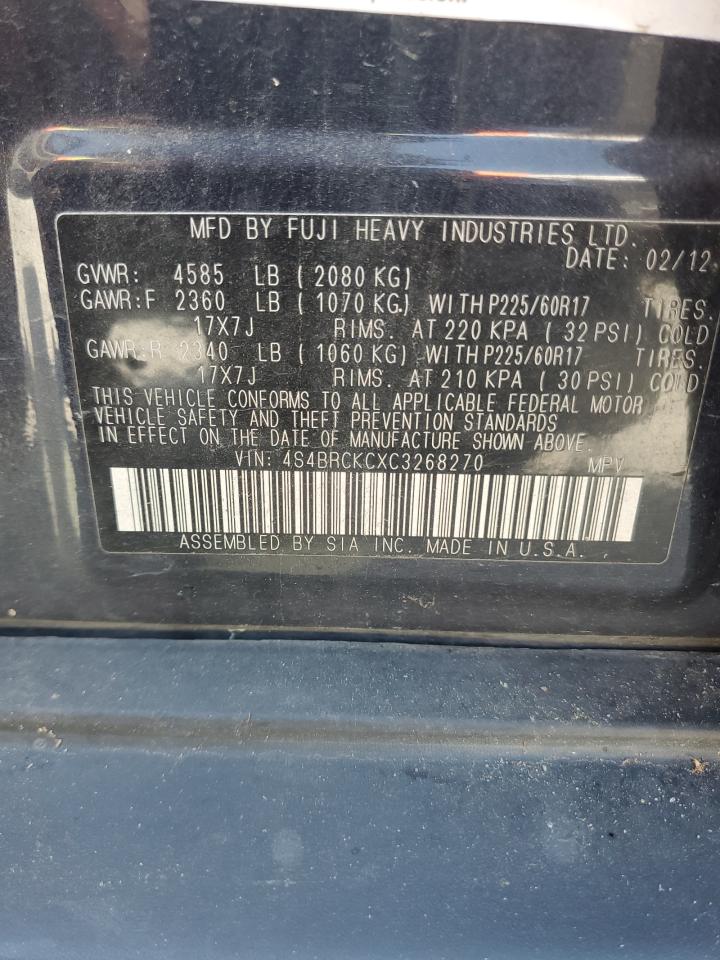 MFD BY FUJI HEAVY INDUSTRIES LTD.
DATE: 02/12
GVWR: 4585 LB ( 2080 KG)
GAWR:F 2360 LB ( 1070 KG) WITH P225/60R17 TIRES.
17X7J RIMS. AT 220 KPA ( 32 PSI) COLD
GAWR:R 2340 LB ( 1060 KG) WITH P225/60R17 TIRES.
17X7J RIMS. AT 210 KPA ( 30 PSI) COLD
THIS VEHICLE CONFORMS TO ALL APPLICABLE FEDERAL MOTOR
VEHICLE SAFETY AND THEFT PREVENTION STANDARDS
IN EFFECT ON THE DATE OF MANUFACTURE SHOWN ABOVE.
VIN: 4S4BRCKCXC3268270 MPV
ASSEMBLED BY SIA INC. MADE IN U.S.A.